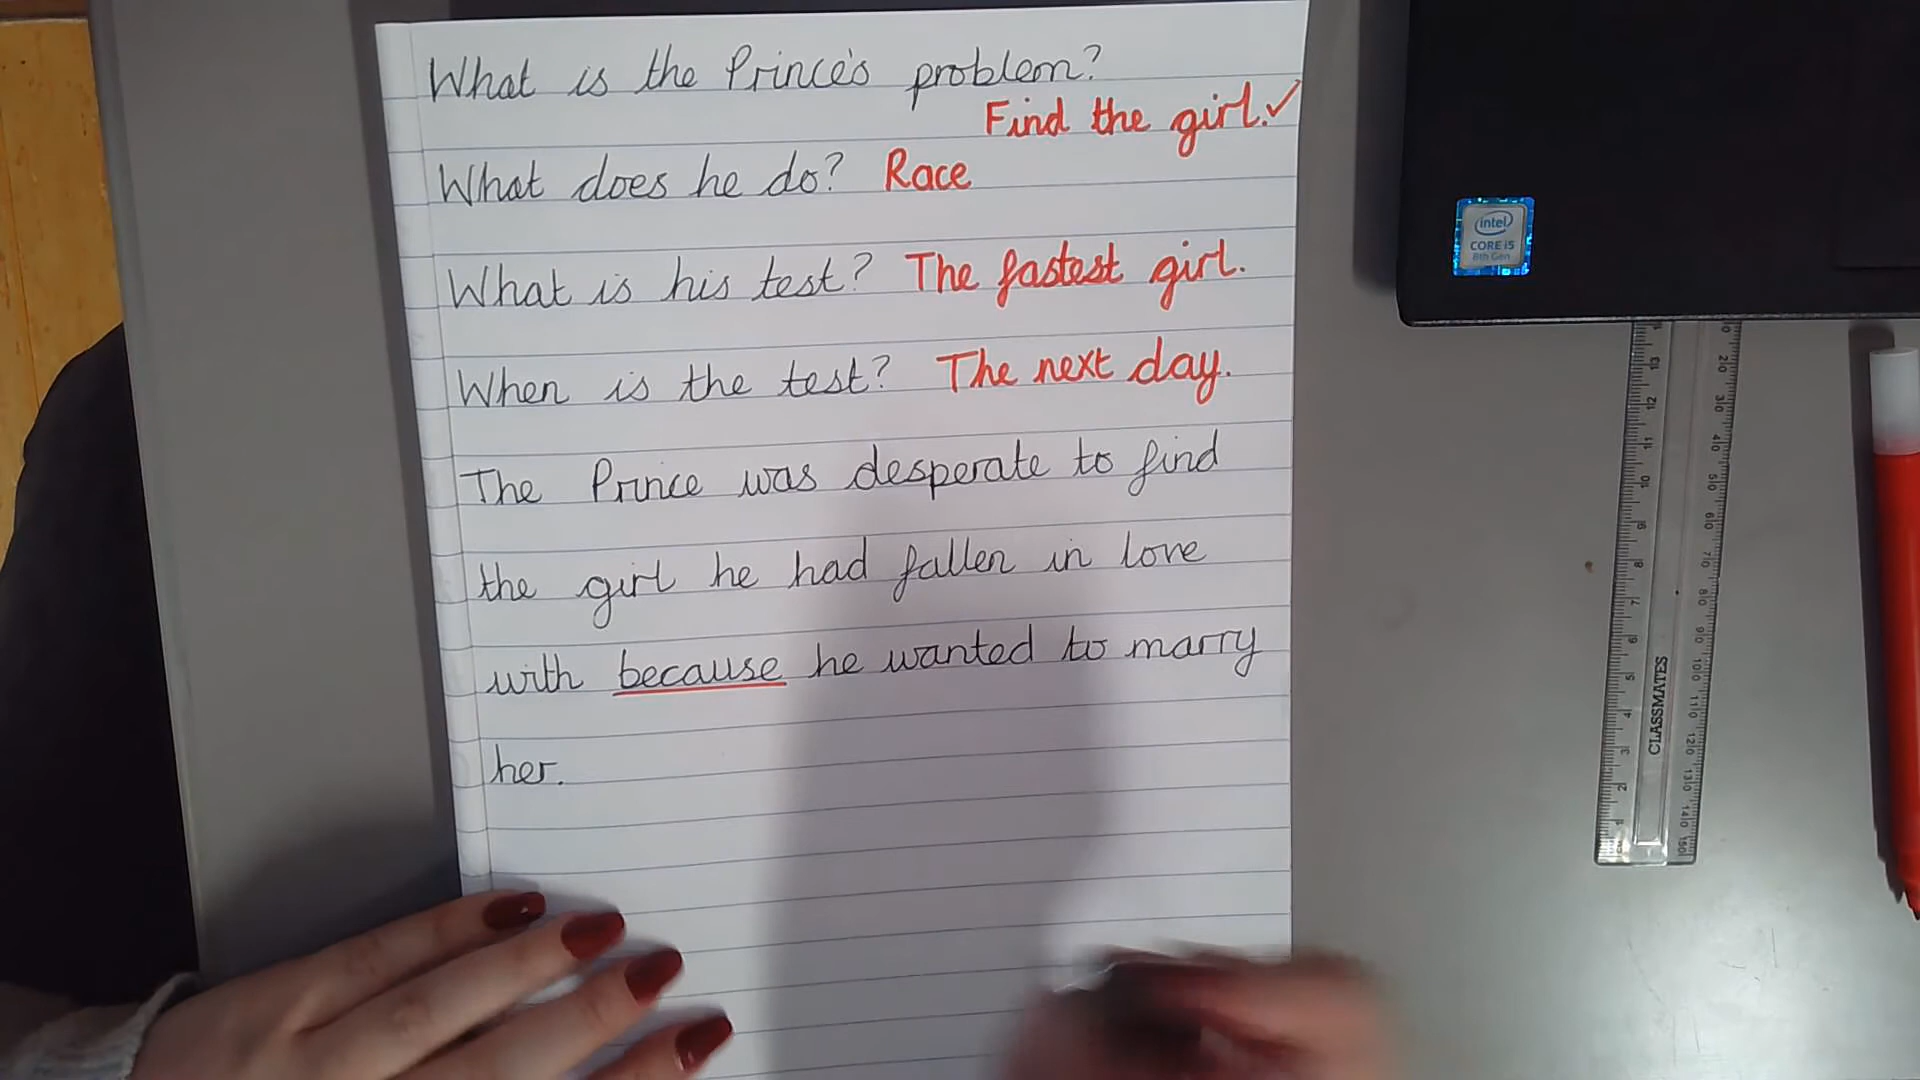 What is the Prince's problem?
Find the girl.✓
What does he do? Race
What is his test? The fastest girl.
When is the test? The next day.
The Prince was desperate to find
the girl he had fallen in love
with because he wanted to marry
her.
intel
CORE i5
8th Gen
CLASSMATES